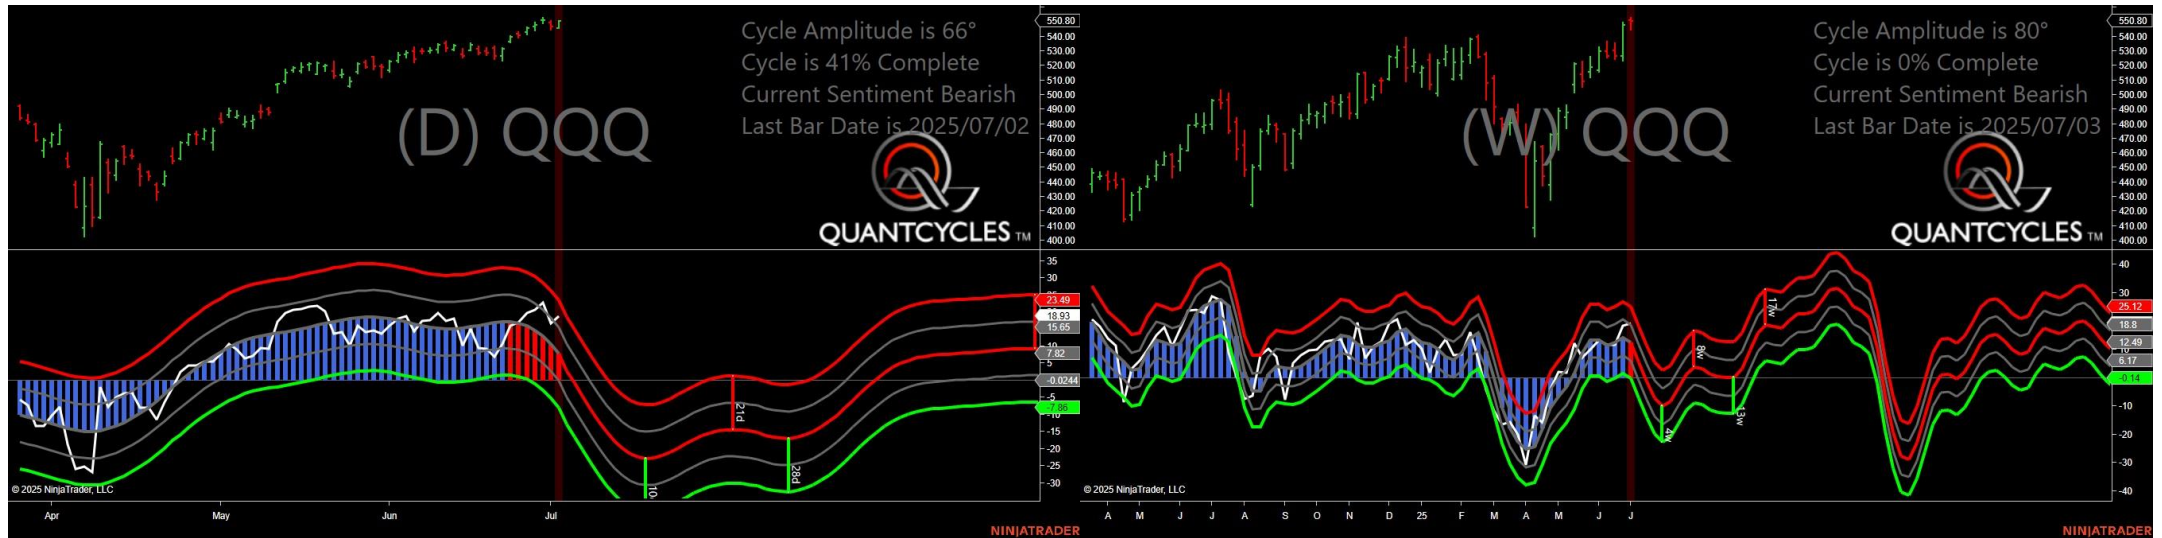 Cycle Amplitude is 66°
Cycle is 41% Complete
Current Sentiment Bearish
Last Bar Date is 2025/07/02
(D) QQQ
QUANTCYCLES TM
550.80
540.00
530.00
520.00
510.00
500.00
490.00
480.00
470.00
460.00
450.00
440.00
430.00
420.00
410.00
400.00
35
30
23.49
18.93
15.65
10
7.82
5
-0.0244
-5
-7.86
-10
-15
-20
-25
-30
21d
28d
10
© 2025 NinjaTrader, LLC
Apr May Jun Jul
NINJATRADER
Cycle Amplitude is 80°
Cycle is 0% Complete
Current Sentiment Bearish
Last Bar Date is 2025/07/03
(W) QQQ
QUANTCYCLES TM
550.80
540.00
530.00
520.00
510.00
500.00
490.00
480.00
470.00
460.00
450.00
440.00
430.00
420.00
410.00
400.00
40
30
25.12
18.8
12.49
6.17
-0.14
-10
-20
-30
-40
17w
8w
4w
13w
© 2025 NinjaTrader, LLC
A M J J A S O N D 25 F M A M J J
NINJATRADER